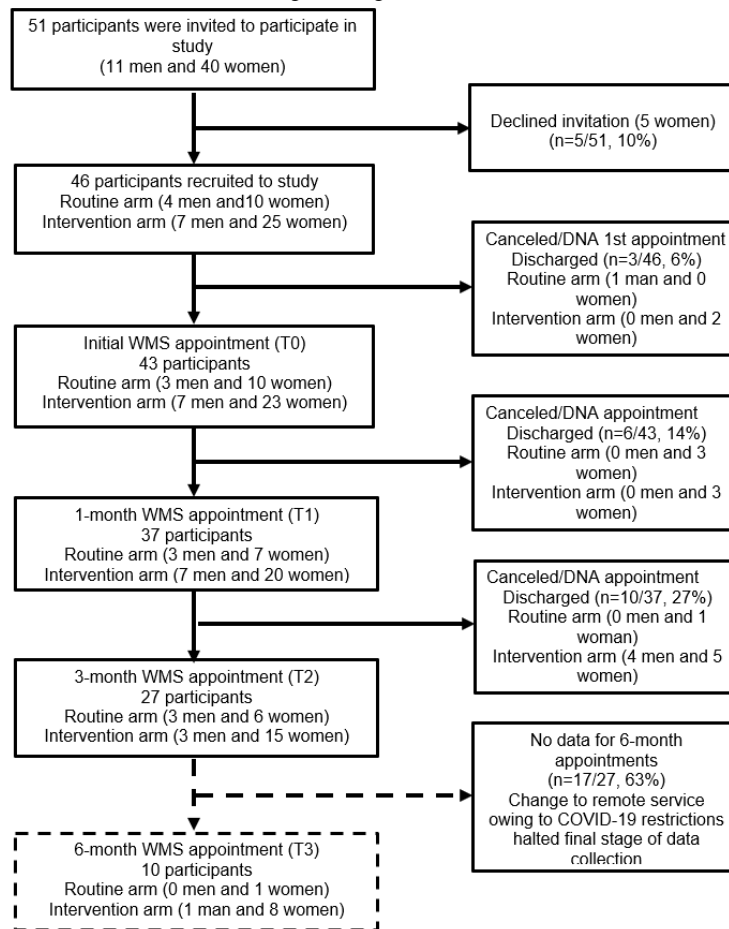 51 participants were invited to participate in
study
(11 men and 40 women)
Declined invitation (5 women)
(n=5/51, 10%)
46 participants recruited to study
Routine arm (4 men and10 women)
Intervention arm (7 men and 25 women)
Canceled/DNA 1st appointment
Discharged (n=3/46, 6%)
Routine arm (1 man and 0
women)
Intervention arm (0 men and 2
women)
Initial WMS appointment (T0)
43 participants
Routine arm (3 men and 10 women)
Intervention arm (7 men and 23 women)
Canceled/DNA appointment
Discharged (n=6/43, 14%)
Routine arm (0 men and 3
women)
Intervention arm (0 men and 3
women)
1-month WMS appointment (T1)
37 participants
Routine arm (3 men and 7 women)
Intervention arm (7 men and 20 women)
Canceled/DNA appointment
Discharged (n=10/37, 27%)
Routine arm (0 men and 1
woman)
Intervention arm (4 men and 5
women)
3-month WMS appointment (T2)
27 participants
Routine arm (3 men and 6 women)
Intervention arm (3 men and 15 women)
No data for 6-month
appointments
(n=17/27, 63%)
Change to remote service
owing to COVID-19 restrictions
halted final stage of data
collection
6-month WMS appointment (T3)
10 participants
Routine arm (0 men and 1 women)
Intervention arm (1 man and 8 women)